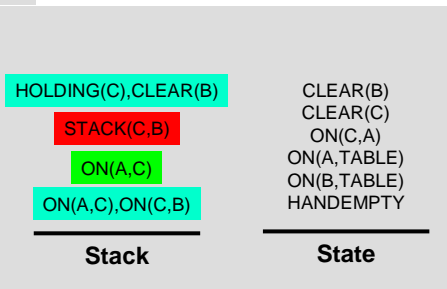 HOLDING(C),CLEAR(B)
STACK(C,B)
ON(A,C)
ON(A,C),ON(C,B)
Stack
CLEAR(B)
CLEAR(C)
ON(C,A)
ON(A,TABLE)
ON(B,TABLE)
HANDEMPTY
State